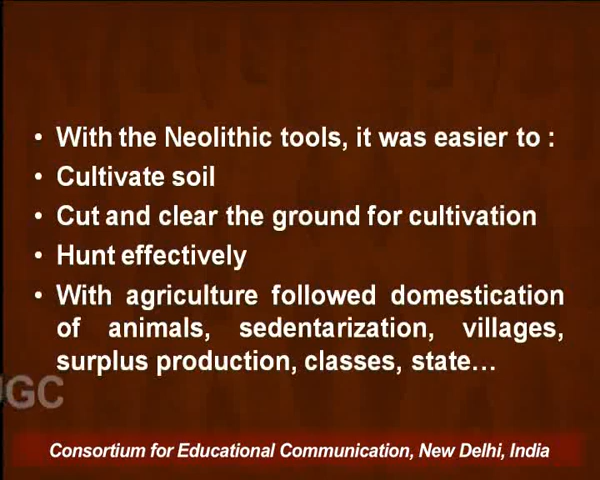 • With the Neolithic tools, it was easier to :
• Cultivate soil
• Cut and clear the ground for cultivation
• Hunt effectively
• With agriculture followed domestication
of animals, sedentarization, villages,
surplus production, classes, state...
GC
Consortium for Educational Communication, New Delhi, India